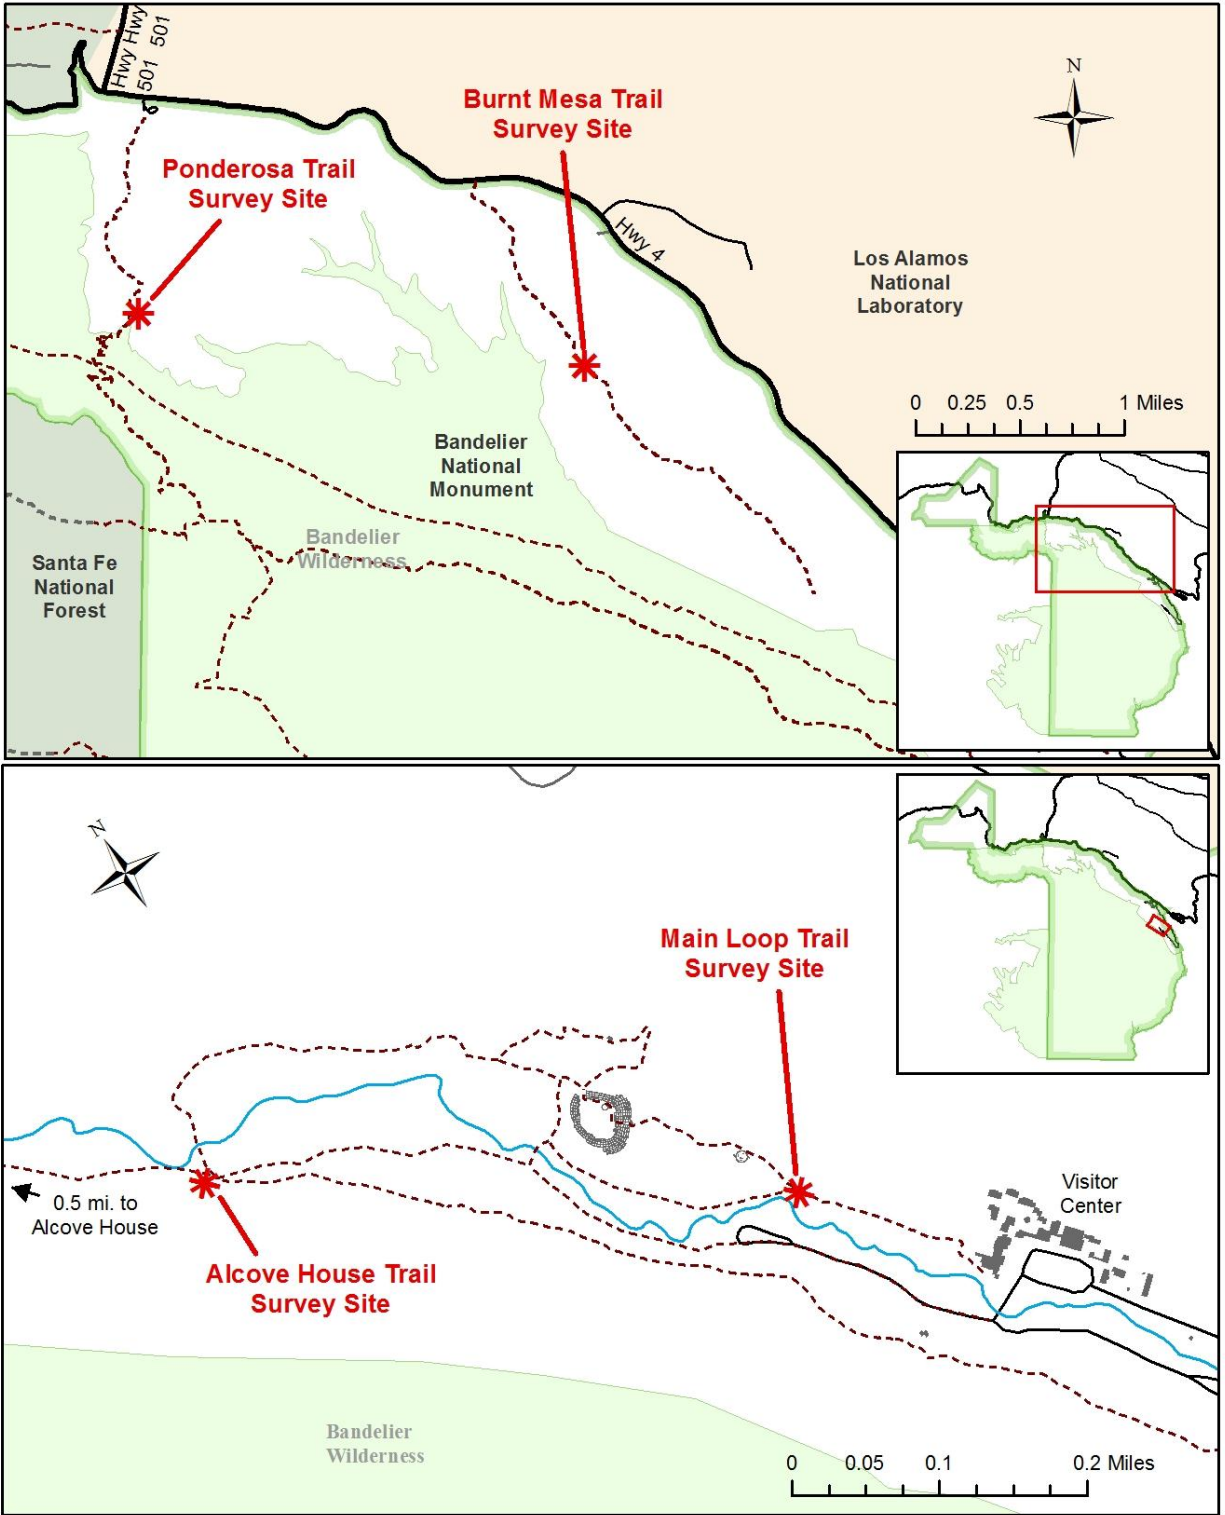 Hwy Hwy
501 501
N
Burnt Mesa Trail
Survey Site
Ponderosa Trail
Survey Site
Hwy 4
Los Alamos
National
Laboratory
0 0.25 0.5 1 Miles
Bandelier
National
Monument
Bandelier
Wilderness
Santa Fe
National
Forest
N
Main Loop Trail
Survey Site
Visitor
Center
0.5 mi. to
Alcove House
Alcove House Trail
Survey Site
Bandelier
Wilderness
0 0.05 0.1 0.2 Miles